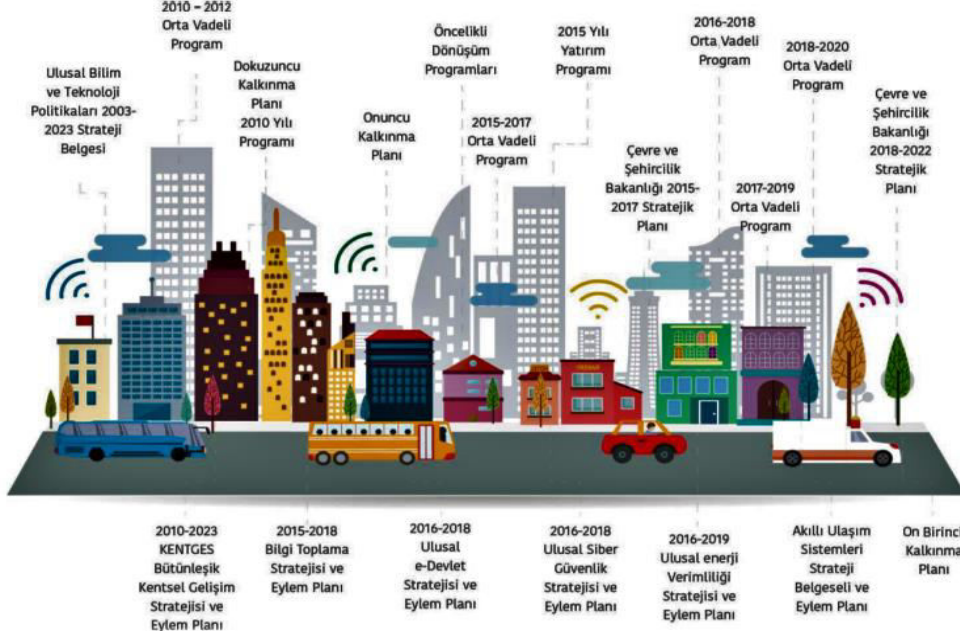 2010 – 2012
Orta Vadeli
Program
Ulusal Bilim
ve Teknoloji
Politikaları 2003-
2023 Strateji
Belgesi
Dokuzuncu
Kalkınma
Planı
2010 Yılı
Programı
Onuncu
Kalkınma
Planı
Öncelikli
Dönüşüm
Programları
2015-2017
Orta Vadeli
Program
2015 Yılı
Yatırım
Programı
Çevre ve
Şehircilik
Bakanlığı 2015-
2017 Stratejik
Planı
2016-2018
Orta Vadeli
Program
2017-2019
Orta Vadeli
Program
2018-2020
Orta Vadeli
Program
Çevre ve
Şehircilik
Bakanlığı
2018-2022
Stratejik
Planı
2010-2023
KENTGES
Bütünleşik
Kentsel Gelişim
Stratejisi ve
Eylem Planı
2015-2018
Bilgi Toplama
Stratejisi ve
Eylem Planı
2016-2018
Ulusal
e-Devlet
Stratejisi ve
Eylem Planı
2016-2018
Ulusal Siber
Güvenlik
Stratejisi ve
Eylem Planı
2016-2019
Ulusal enerji
Verimliliği
Stratejisi ve
Eylem Planı
Akıllı Ulaşım
Sistemleri
Strateji
Belgeseli ve
Eylem Planı
On Birinci
Kalkınma
Planı